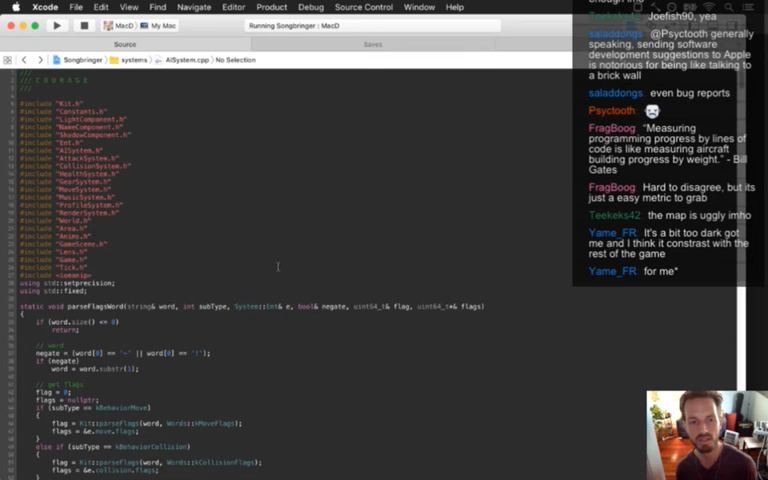 Xcode File Edit View Find Navigate Editor Product Debug Source Control Window Help
MacD My Mac
Running Songbringer : MacD
Source
Saves
Songbringer systems AISystem.cpp No Selection
///
/// C O U R A G E
///
#include "Kit.h"
#include "Constants.h"
#include "LightComponent.h"
#include "NameComponent.h"
#include "ShadowComponent.h"
#include "Ent.h"
#include "AISystem.h"
#include "AttackSystem.h"
#include "CollisionSystem.h"
#include "HealthSystem.h"
#include "GearSystem.h"
#include "MoveSystem.h"
#include "MusicSystem.h"
#include "ProfileSystem.h"
#include "RenderSystem.h"
#include "World.h"
#include "Area.h"
#include "Anims.h"
#include "GameScene.h"
#include "Lens.h"
#include "Game.h"
#include "Tick.h"
#include <iomanip>
using std::setprecision;
using std::fixed;
static void parseFlagsWord(string& word, int subType, System::Ent& e, bool& negate, uint64_t& flag, uint64_t*& flags)
{
if (word.size() <= 0)
return;
// word
negate = (word[0] == '~' || word[0] == '!');
if (negate)
word = word.substr(1);
// get flags
flag = 0;
flags = nullptr;
if (subType == kBehaviorMove)
{
flag = Kit::parseFlags(word, Words::kMoveFlags);
flags = &e.move.flags;
}
else if (subType == kBehaviorCollision)
{
flag = Kit::parseFlags(word, Words::kCollisionFlags);
flags = &e.collision.flags;
}
Teekeks42 Joefish90, yea
saladdongs @Psyctooth generally
speaking, sending software
development suggestions to Apple
is notorious for being like talking to
a brick wall
saladdongs even bug reports
Psyctooth
FragBoog "Measuring
programming progress by lines of
code is like measuring aircraft
building progress by weight." - Bill
Gates
FragBoog Hard to disagree, but its
just a easy metric to grab
Teekeks42 the map is uggly imho
Yame_FR It's a bit too dark got
me and I think it constrast with the
rest of the game
Yame_FR for me*